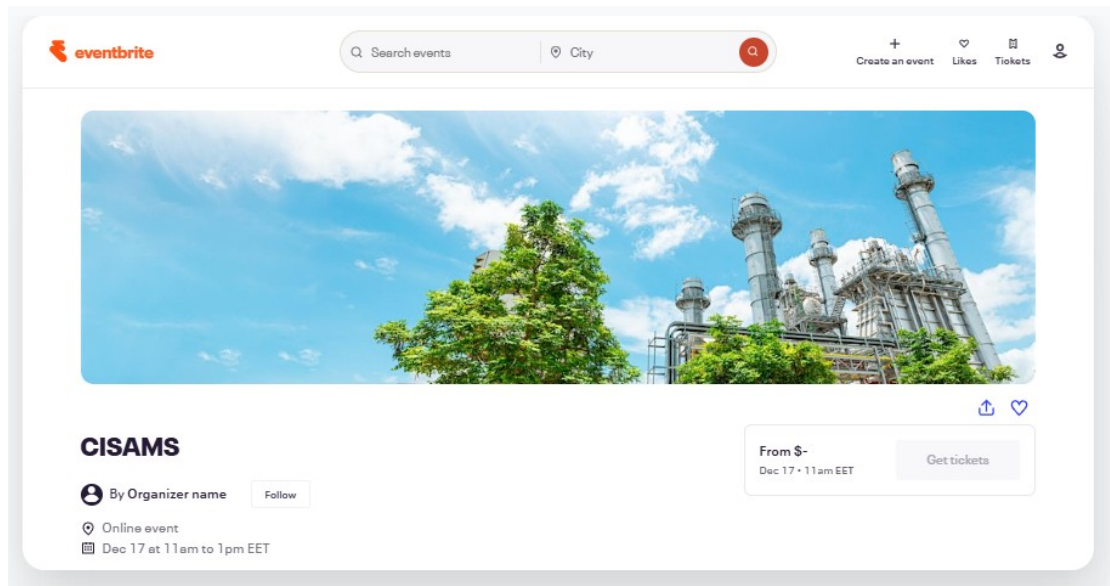 eventbrite
Search events
City
Create an event
Likes
Tickets
CISAMS
By Organizer name
Follow
Online event
Dec 17 at 11am to 1pm EET
From $-
Dec 17 • 11am EET
Get tickets